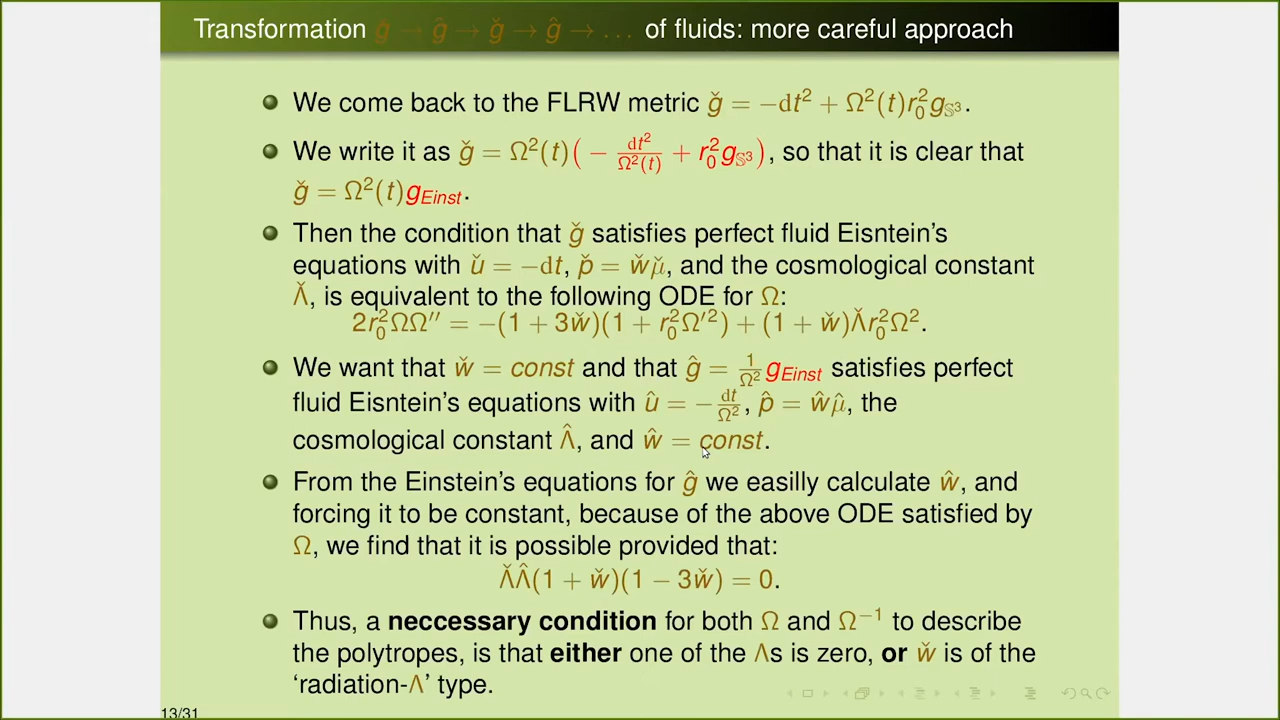 Transformation ĝ → ĝ → ǧ → ĝ → ... of fluids: more careful approach
We come back to the FLRW metric ǧ = −dt² + Ω²(t)r₀²g_𝕊³.
We write it as ǧ = Ω²(t)( − dt²/Ω²(t) + r₀²g_𝕊³), so that it is clear that
ǧ = Ω²(t)g_Einst.
Then the condition that ǧ satisfies perfect fluid Eisntein's
equations with ǔ = −dt, p̌ = w̌μ̌, and the cosmological constant
Λ̌, is equivalent to the following ODE for Ω:
2r₀²ΩΩ′′ = −(1 + 3w̌)(1 + r₀²Ω′²) + (1 + w̌)Λ̌r₀²Ω².
We want that w̌ = const and that ĝ = 1/Ω² g_Einst satisfies perfect
fluid Eisntein's equations with û = −dt/Ω², p̂ = ŵμ̂, the
cosmological constant Λ̂, and ŵ = const.
From the Einstein's equations for ĝ we easilly calculate ŵ, and
forcing it to be constant, because of the above ODE satisfied by
Ω, we find that it is possible provided that:
Λ̌Λ̂(1 + w̌)(1 − 3w̌) = 0.
Thus, a neccessary condition for both Ω and Ω⁻¹ to describe
the polytropes, is that either one of the Λs is zero, or w̌ is of the
'radiation-Λ' type.
13/31